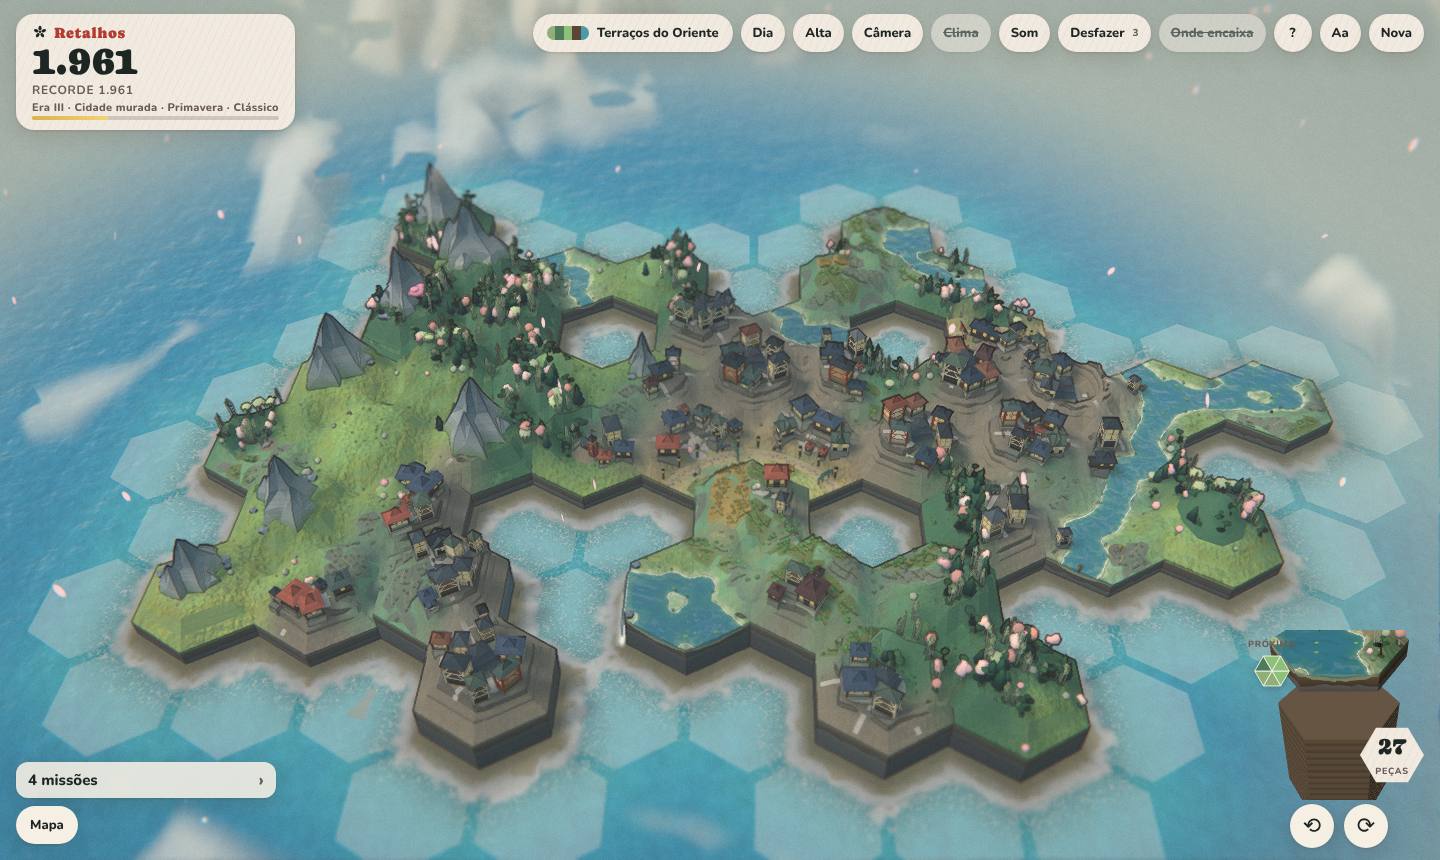 Retalhos
1.961
RECORDE 1.961
Era III · Cidade murada · Primavera · Clássico
Terraços do Oriente
Dia
Alta
Câmera
Clima
Som
Desfazer 3
Onde encaixa
?
Aa
Nova
4 missões ›
Mapa
27
PEÇAS